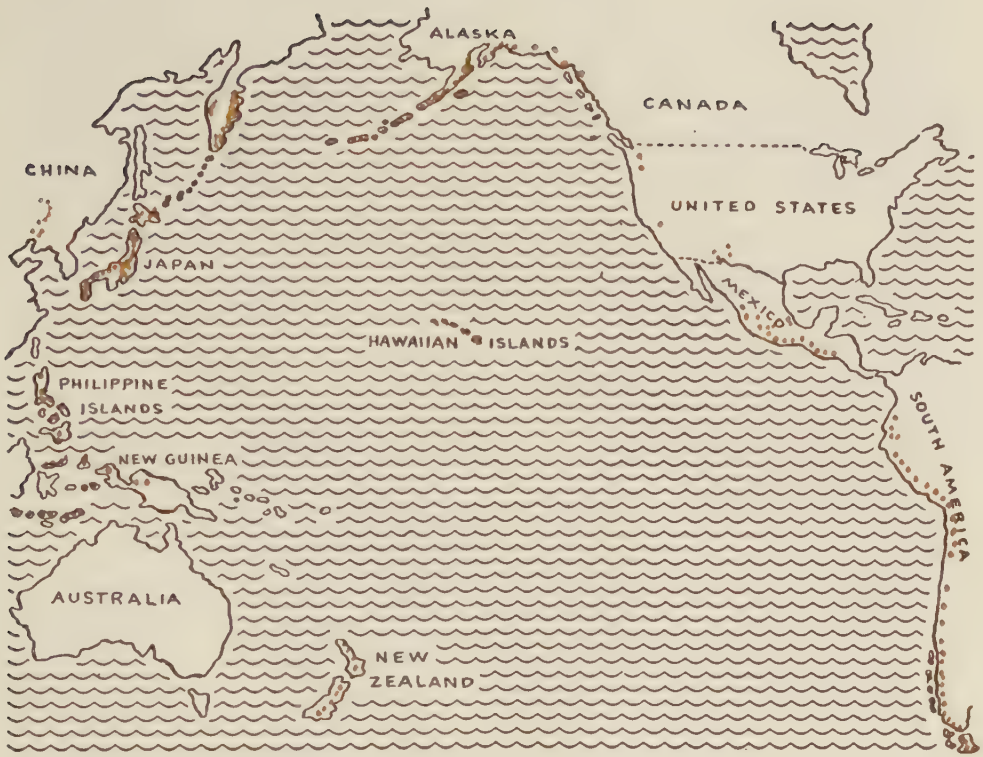 ALASKA
CANADA
CHINA
UNITED STATES
JAPAN
MEXICO
HAWAIIAN ISLANDS
PHILIPPINE
ISLANDS
SOUTH AMERICA
NEW GUINEA
AUSTRALIA
NEW
ZEALAND